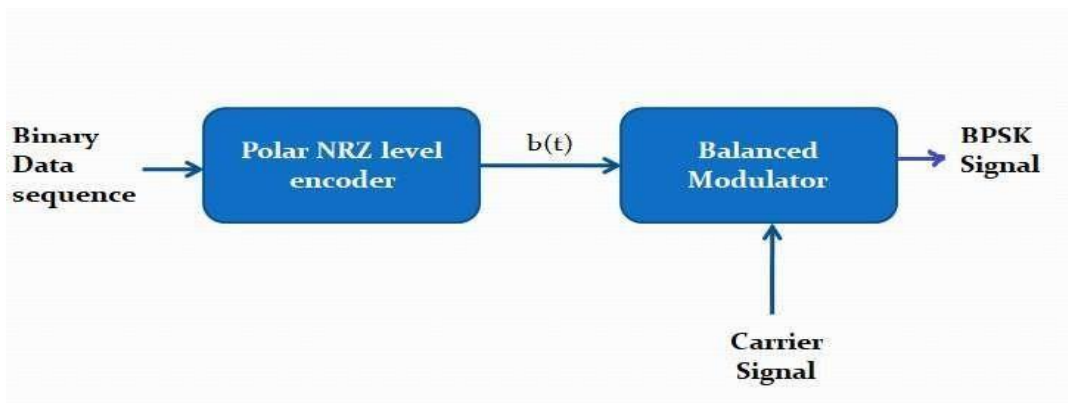 Binary
Data
sequence
Polar NRZ level
encoder
b(t)
Balanced
Modulator
BPSK
Signal
Carrier
Signal